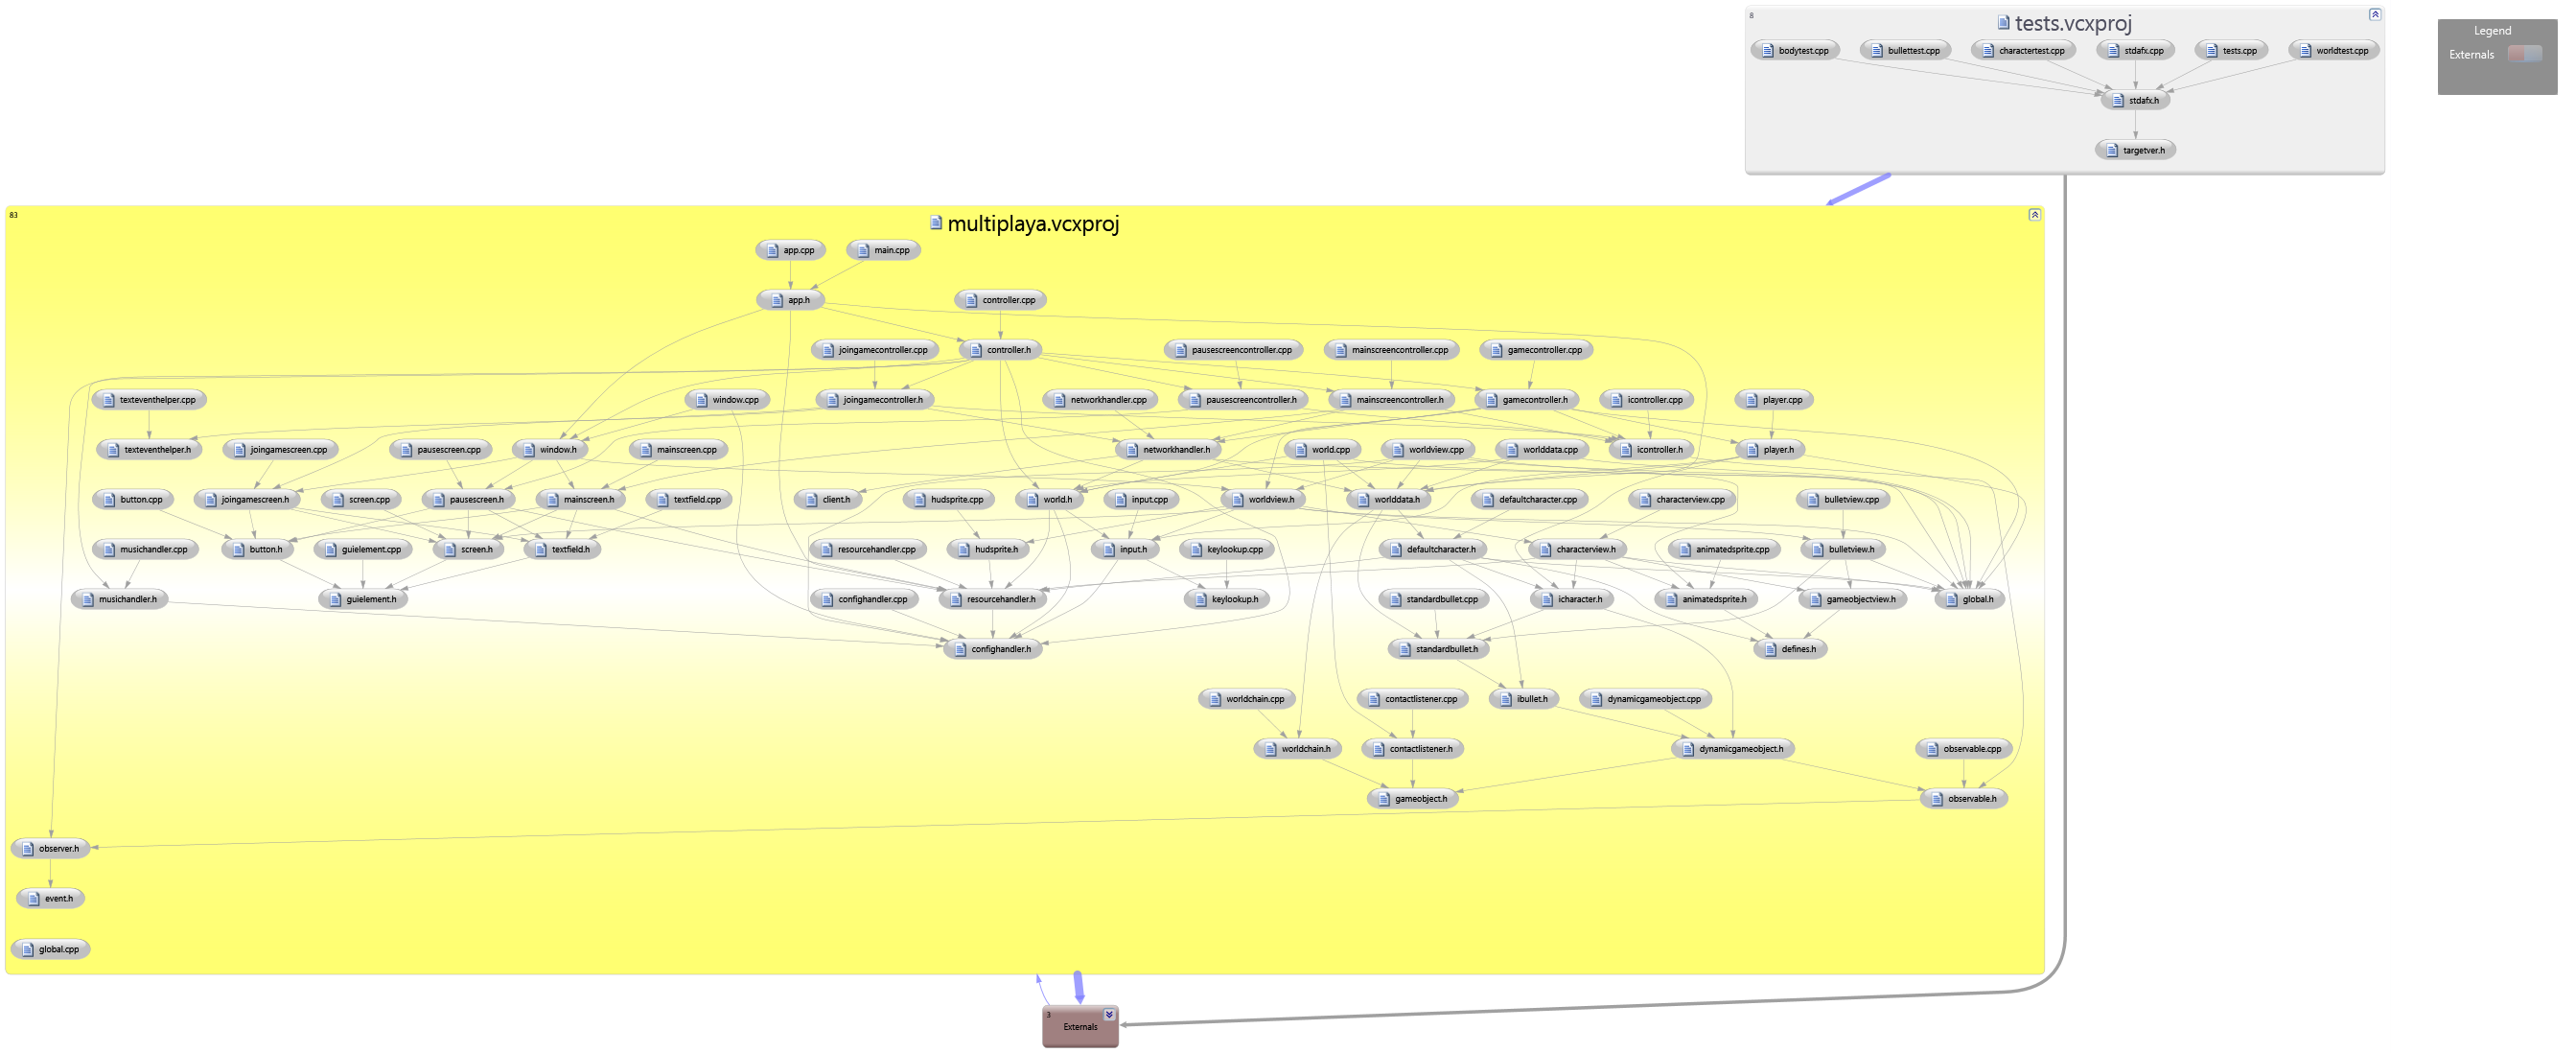 8
tests.vcxproj
Legend
Externals
bodytest.cpp
bullettest.cpp
charactertest.cpp
stdafx.cpp
tests.cpp
worldtest.cpp
stdafx.h
targetver.h
83
multiplaya.vcxproj
app.cpp
main.cpp
app.h
controller.cpp
joingamecontroller.cpp
controller.h
pausescreencontroller.cpp
mainscreencontroller.cpp
gamecontroller.cpp
texteventhelper.cpp
window.cpp
joingamecontroller.h
networkhandler.cpp
pausescreencontroller.h
mainscreencontroller.h
gamecontroller.h
icontroller.cpp
player.cpp
texteventhelper.h
joingamescreen.cpp
pausescreen.cpp
window.h
mainscreen.cpp
networkhandler.h
world.cpp
worldview.cpp
worlddata.cpp
icontroller.h
player.h
button.cpp
joingamescreen.h
screen.cpp
pausescreen.h
mainscreen.h
textfield.cpp
client.h
hudsprite.cpp
world.h
input.cpp
worldview.h
worlddata.h
defaultcharacter.cpp
characterview.cpp
bulletview.cpp
musichandler.cpp
button.h
guielement.cpp
screen.h
textfield.h
resourcehandler.cpp
hudsprite.h
input.h
keylookup.cpp
defaultcharacter.h
characterview.h
animatedsprite.cpp
bulletview.h
musichandler.h
guielement.h
confighandler.cpp
resourcehandler.h
keylookup.h
standardbullet.cpp
icharacter.h
animatedsprite.h
gameobjectview.h
global.h
confighandler.h
standardbullet.h
defines.h
worldchain.cpp
contactlistener.cpp
ibullet.h
dynamicgameobject.cpp
worldchain.h
contactlistener.h
dynamicgameobject.h
observable.cpp
gameobject.h
observable.h
observer.h
event.h
global.cpp
3
Externals